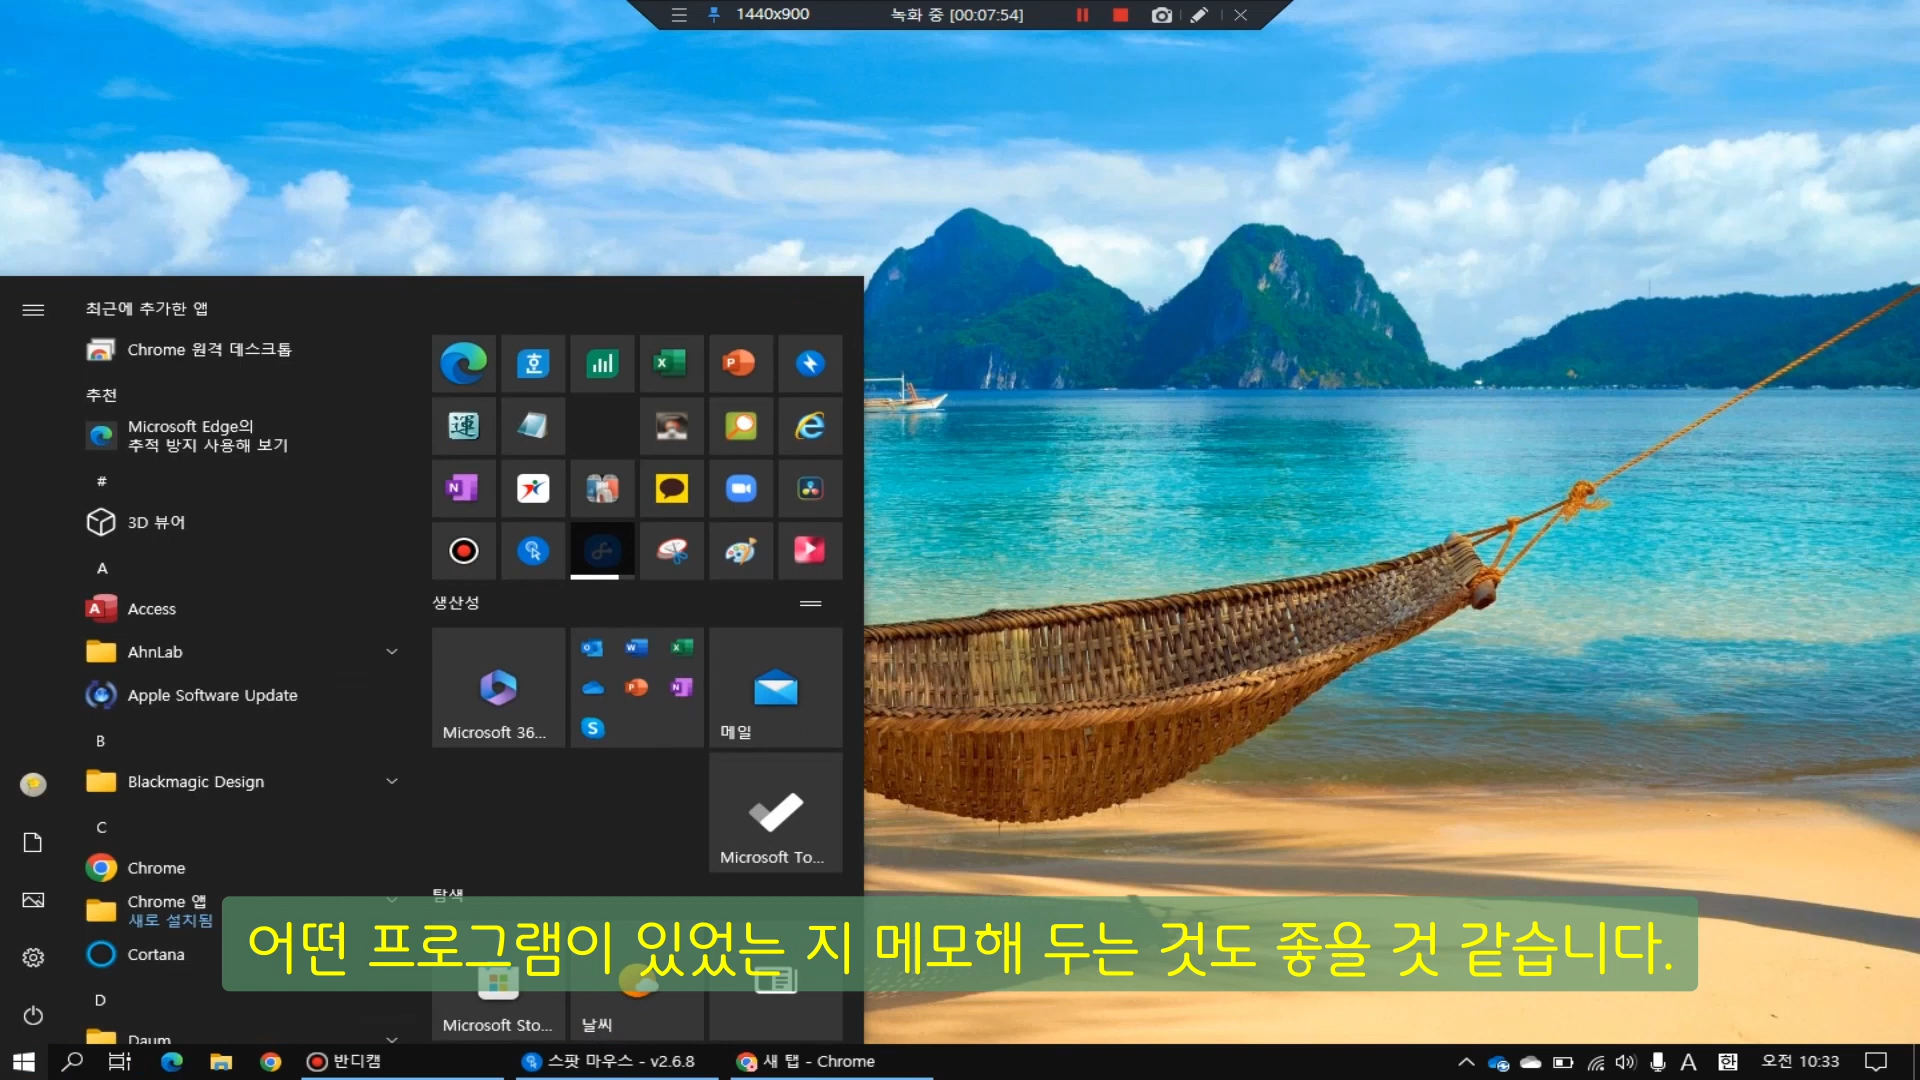 1440x900
녹화 중 [00:07:54]
최근에 추가한 앱
Chrome 원격 데스크톱
추천
Microsoft Edge의
추적 방지 사용해 보기
#
3D 뷰어
A
Access
AhnLab
Apple Software Update
B
Blackmagic Design
C
Chrome
Chrome 앱
새로 설치됨
Cortana
D
Daum
생산성
Microsoft 36...
메일
Microsoft To...
탐색
Microsoft Sto...
날씨
어떤 프로그램이 있었는 지 메모해 두는 것도 좋을 것 같습니다.
반디캠
스팟 마우스 - v2.6.8
새 탭 - Chrome
A
한
오전 10:33